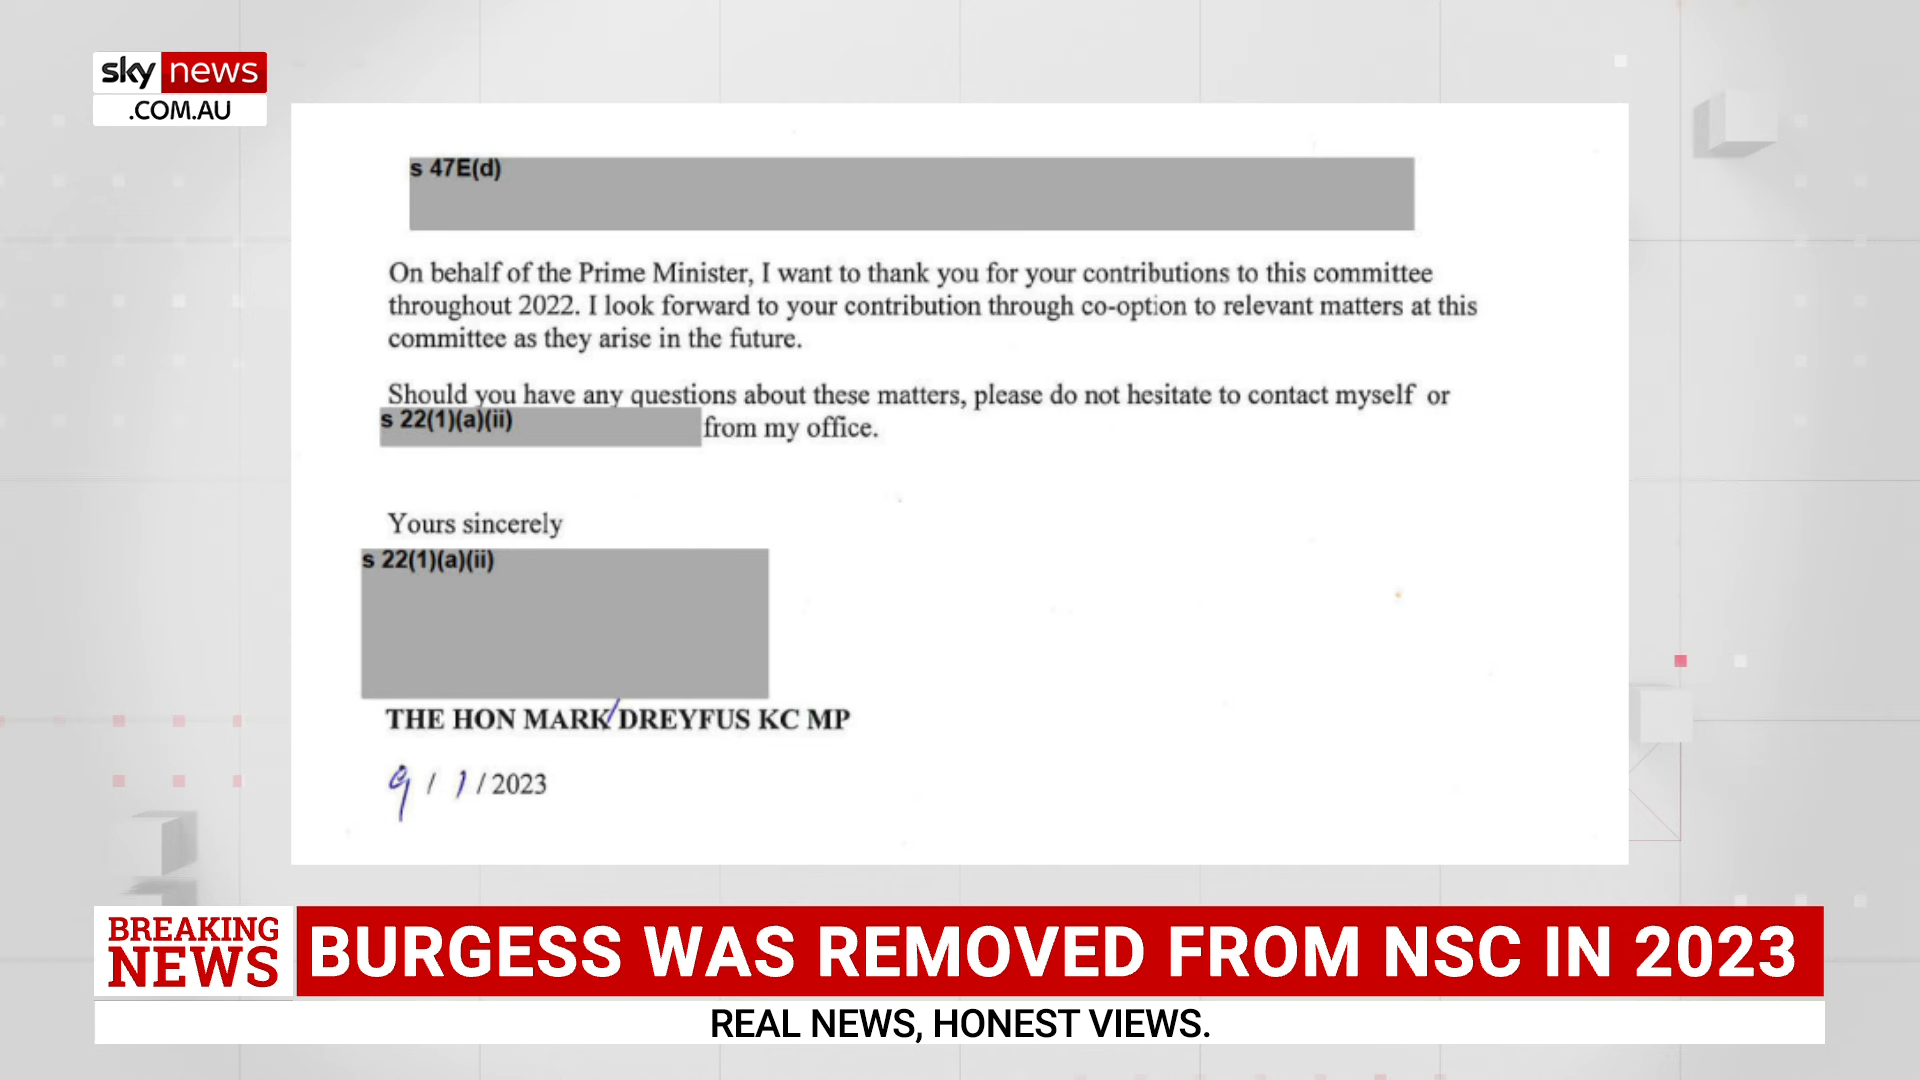 sky news
.COM.AU
s 47E(d)
On behalf of the Prime Minister, I want to thank you for your contributions to this committee
throughout 2022. I look forward to your contribution through co-option to relevant matters at this
committee as they arise in the future.
Should you have any questions about these matters, please do not hesitate to contact myself or
s 22(1)(a)(ii) from my office.
Yours sincerely
s 22(1)(a)(ii)
THE HON MARK DREYFUS KC MP
9 / 1 / 2023
BREAKING
NEWS
BURGESS WAS REMOVED FROM NSC IN 2023
REAL NEWS, HONEST VIEWS.